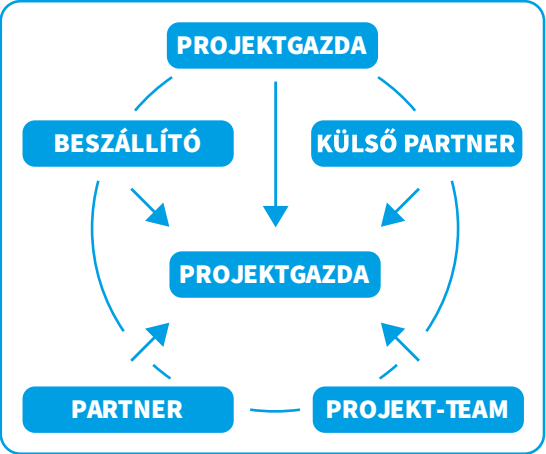 PROJEKTGAZDA
BESZÁLLÍTÓ
KÜLSŐ PARTNER
PROJEKTGAZDA
PARTNER
PROJEKT-TEAM